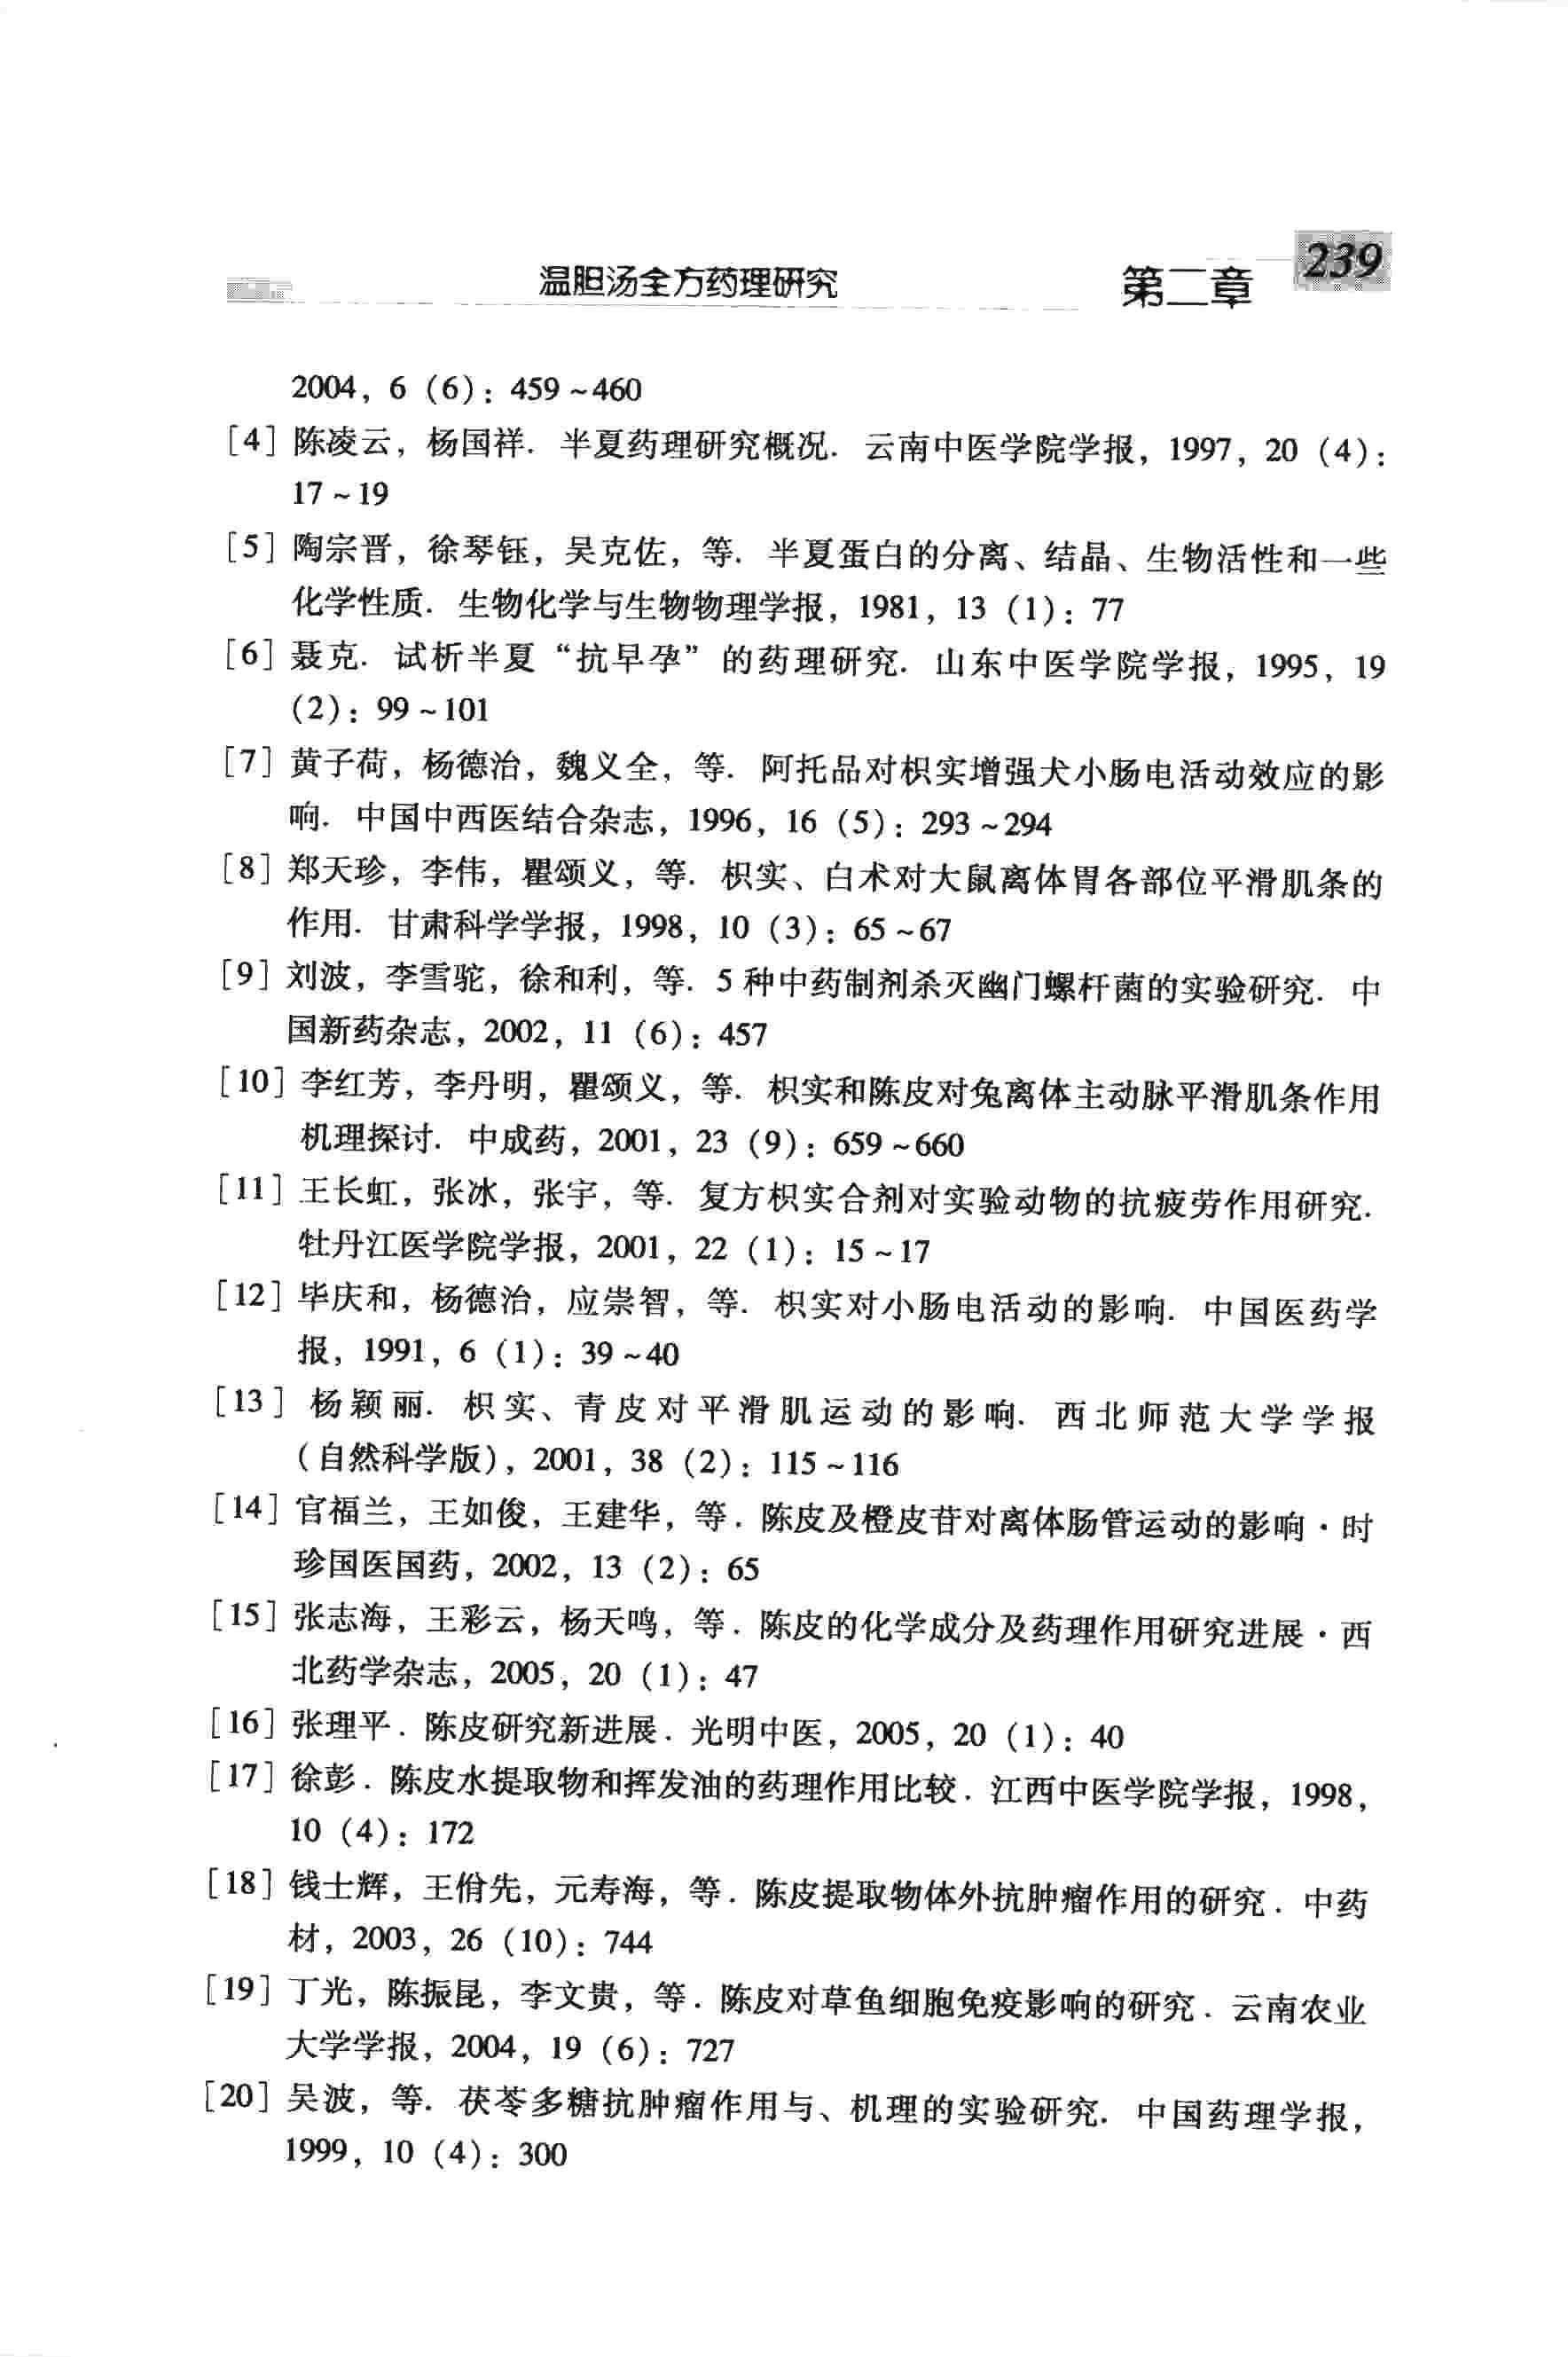 温胆汤全方药理研究 第二章 239
2004，6（6）：459～460
[4] 陈凌云，杨国祥．半夏药理研究概况．云南中医学院学报，1997，20（4）：
17～19
[5] 陶宗晋，徐琴钰，吴克佐，等．半夏蛋白的分离、结晶、生物活性和一些
化学性质．生物化学与生物物理学报，1981，13（1）：77
[6] 聂克．试析半夏“抗早孕”的药理研究．山东中医学院学报，1995，19
（2）：99～101
[7] 黄子荷，杨德治，魏义全，等．阿托品对枳实增强犬小肠电活动效应的影
响．中国中西医结合杂志，1996，16（5）：293～294
[8] 郑天珍，李伟，瞿颂义，等．枳实、白术对大鼠离体胃各部位平滑肌条的
作用．甘肃科学学报，1998，10（3）：65～67
[9] 刘波，李雪驼，徐和利，等．5种中药制剂杀灭幽门螺杆菌的实验研究．中
国新药杂志，2002，11（6）：457
[10] 李红芳，李丹明，瞿颂义，等．枳实和陈皮对兔离体主动脉平滑肌条作用
机理探讨．中成药，2001，23（9）：659～660
[11] 王长虹，张冰，张宇，等．复方枳实合剂对实验动物的抗疲劳作用研究．
牡丹江医学院学报，2001，22（1）：15～17
[12] 毕庆和，杨德治，应崇智，等．枳实对小肠电活动的影响．中国医药学
报，1991，6（1）：39～40
[13] 杨颖丽．枳实、青皮对平滑肌运动的影响．西北师范大学学报
（自然科学版），2001，38（2）：115～116
[14] 官福兰，王如俊，王建华，等．陈皮及橙皮苷对离体肠管运动的影响·时
珍国医国药，2002，13（2）：65
[15] 张志海，王彩云，杨天鸣，等．陈皮的化学成分及药理作用研究进展·西
北药学杂志，2005，20（1）：47
[16] 张理平．陈皮研究新进展．光明中医，2005，20（1）：40
[17] 徐彭．陈皮水提取物和挥发油的药理作用比较．江西中医学院学报，1998，
10（4）：172
[18] 钱士辉，王佾先，元寿海，等．陈皮提取物体外抗肿瘤作用的研究．中药
材，2003，26（10）：744
[19] 丁光，陈振昆，李文贵，等．陈皮对草鱼细胞免疫影响的研究．云南农业
大学学报，2004，19（6）：727
[20] 吴波，等．茯苓多糖抗肿瘤作用与、机理的实验研究．中国药理学报，
1999，10（4）：300